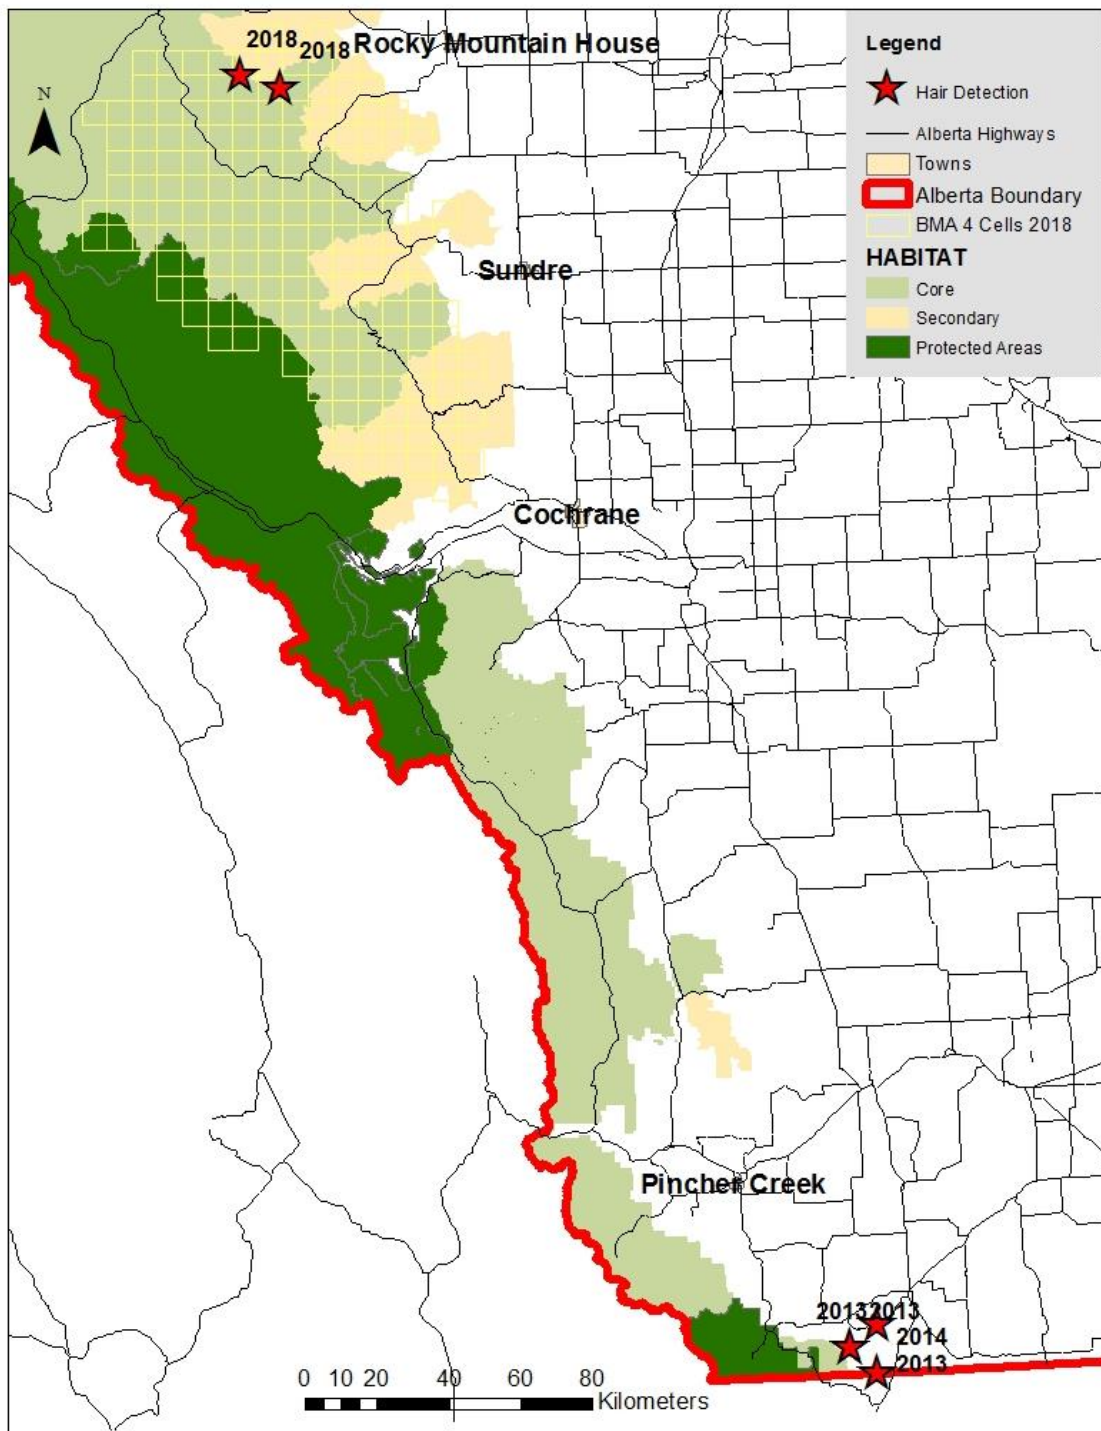 2018 2018 Rocky Mountain House
N
Legend
Hair Detection
Alberta Highways
Towns
Alberta Boundary
BMA 4 Cells 2018
HABITAT
Core
Secondary
Protected Areas
Sundre
Cochrane
Pincher Creek
2013 2013
2014
2013
0 10 20 40 60 80
Kilometers